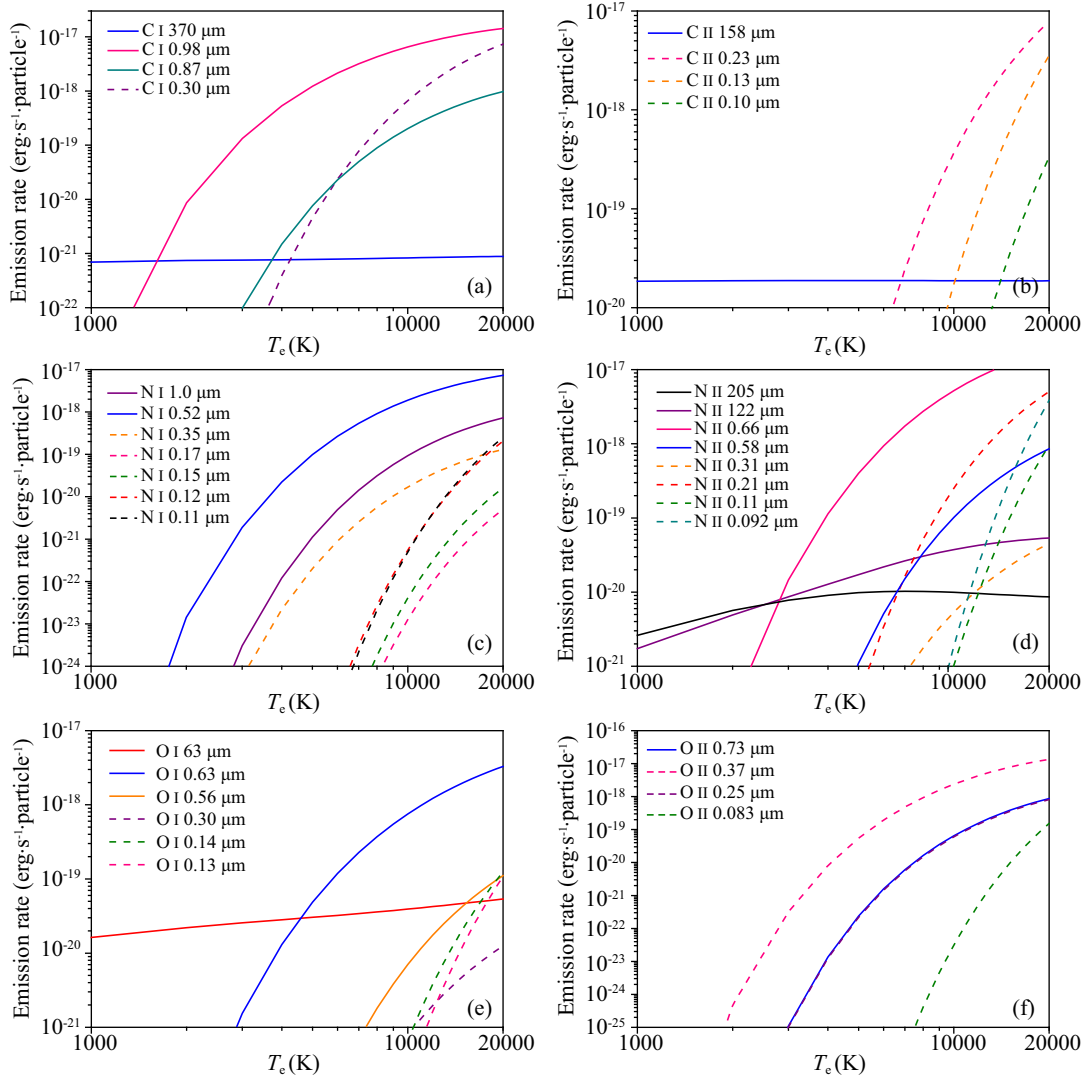 Emission rate (erg·s⁻¹·particle⁻¹)
10⁻¹⁷
10⁻¹⁸
10⁻¹⁹
10⁻²⁰
10⁻²¹
10⁻²²
C I 370 μm
C I 0.98 μm
C I 0.87 μm
C I 0.30 μm
(a)
1000
10000
20000
Tₑ (K)
Emission rate (erg·s⁻¹·particle⁻¹)
10⁻¹⁷
10⁻¹⁸
10⁻¹⁹
10⁻²⁰
C II 158 μm
C II 0.23 μm
C II 0.13 μm
C II 0.10 μm
(b)
1000
10000
20000
Tₑ (K)
Emission rate (erg·s⁻¹·particle⁻¹)
10⁻¹⁷
10⁻¹⁸
10⁻¹⁹
10⁻²⁰
10⁻²¹
10⁻²²
10⁻²³
10⁻²⁴
N I 1.0 μm
N I 0.52 μm
N I 0.35 μm
N I 0.17 μm
N I 0.15 μm
N I 0.12 μm
N I 0.11 μm
(c)
1000
10000
20000
Tₑ (K)
Emission rate (erg·s⁻¹·particle⁻¹)
10⁻¹⁷
10⁻¹⁸
10⁻¹⁹
10⁻²⁰
10⁻²¹
N II 205 μm
N II 122 μm
N II 0.66 μm
N II 0.58 μm
N II 0.31 μm
N II 0.21 μm
N II 0.11 μm
N II 0.092 μm
(d)
1000
10000
20000
Tₑ (K)
Emission rate (erg·s⁻¹·particle⁻¹)
10⁻¹⁷
10⁻¹⁸
10⁻¹⁹
10⁻²⁰
10⁻²¹
O I 63 μm
O I 0.63 μm
O I 0.56 μm
O I 0.30 μm
O I 0.14 μm
O I 0.13 μm
(e)
1000
10000
20000
Tₑ (K)
Emission rate (erg·s⁻¹·particle⁻¹)
10⁻¹⁶
10⁻¹⁷
10⁻¹⁸
10⁻¹⁹
10⁻²⁰
10⁻²¹
10⁻²²
10⁻²³
10⁻²⁴
10⁻²⁵
O II 0.73 μm
O II 0.37 μm
O II 0.25 μm
O II 0.083 μm
(f)
1000
10000
20000
Tₑ (K)